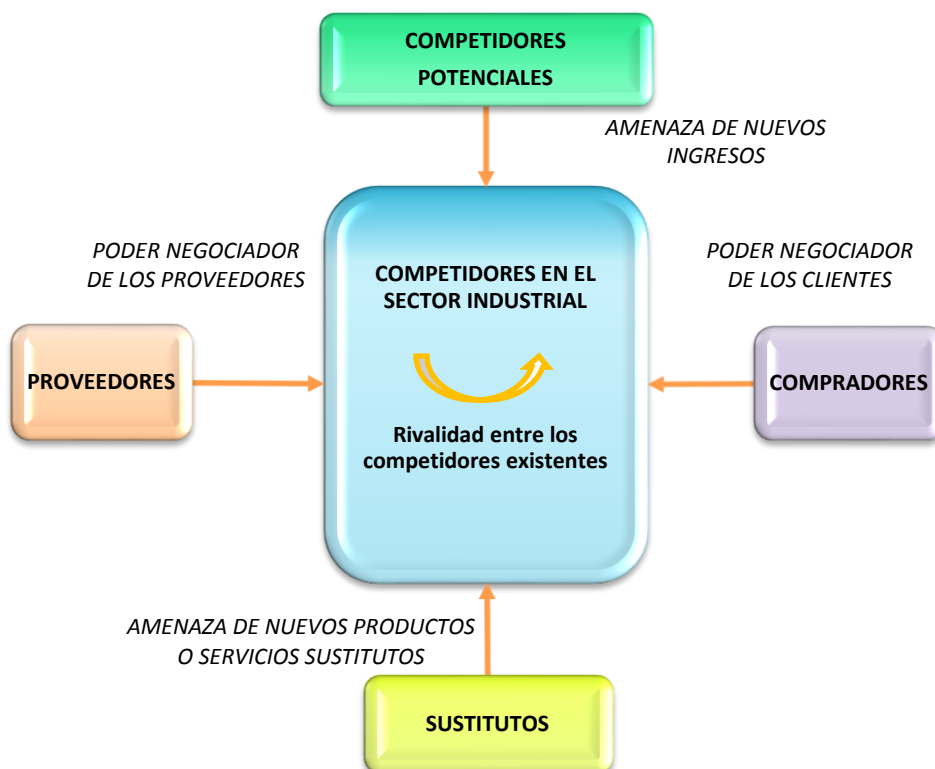 COMPETIDORES
POTENCIALES
AMENAZA DE NUEVOS
INGRESOS
PODER NEGOCIADOR
DE LOS PROVEEDORES
COMPETIDORES EN EL
SECTOR INDUSTRIAL
PODER NEGOCIADOR
DE LOS CLIENTES
PROVEEDORES
COMPRADORES
Rivalidad entre los
competidores existentes
AMENAZA DE NUEVOS PRODUCTOS
O SERVICIOS SUSTITUTOS
SUSTITUTOS